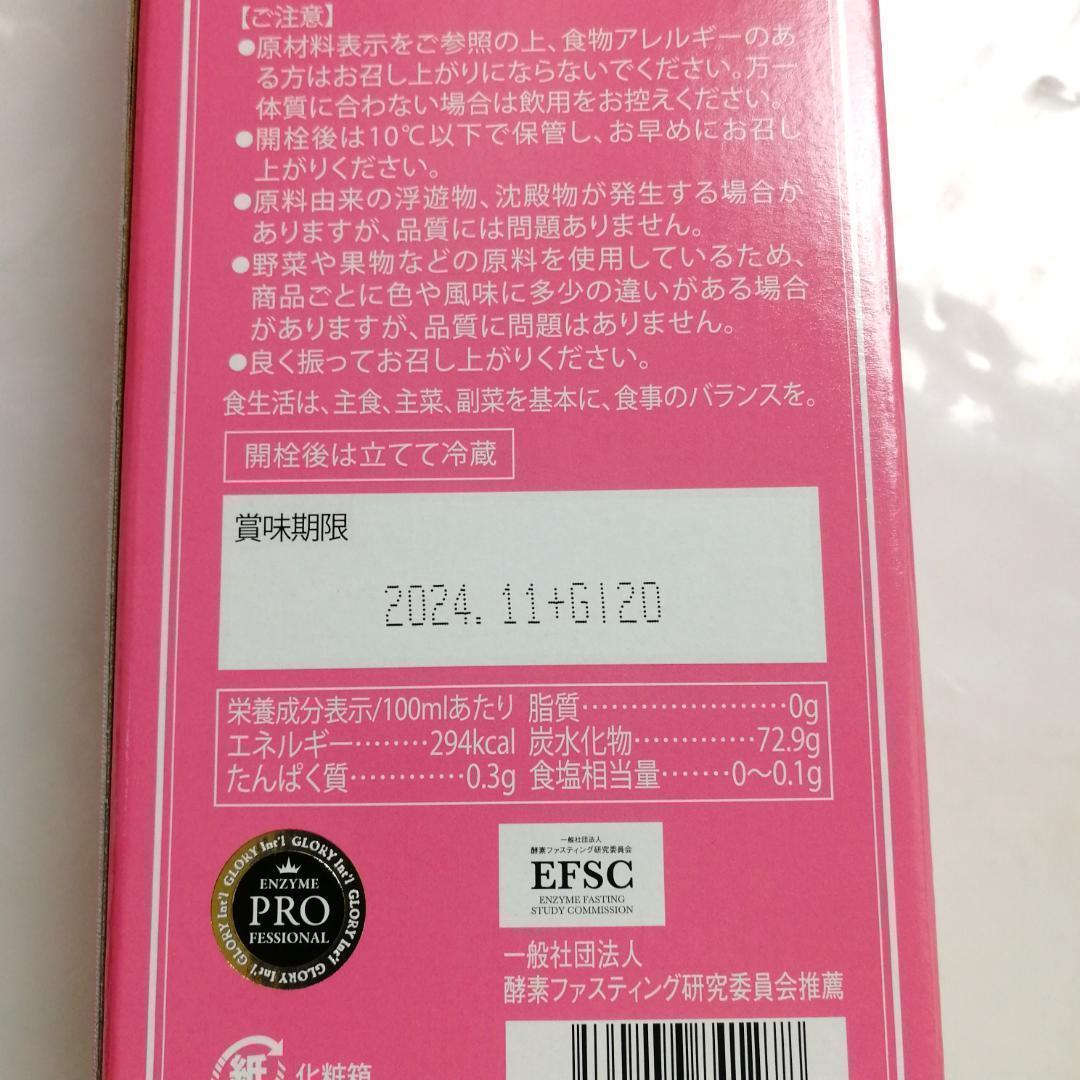 【ご注意】
●原材料表示をご参照の上、食物アレルギーのあ
る方はお召し上がりにならないでください。万一
体質に合わない場合は飲用をお控えください。
●開栓後は10℃以下で保管し、お早めにお召し
上がりください。
●原料由来の浮遊物、沈殿物が発生する場合が
ありますが、品質には問題ありません。
●野菜や果物などの原料を使用しているため、
商品ごとに色や風味に多少の違いがある場合
がありますが、品質に問題はありません。
●良く振ってお召し上がりください。
食生活は、主食、主菜、副菜を基本に、食事のバランスを。
開栓後は立てて冷蔵
賞味期限
2024.11+G120
栄養成分表示/100mlあたり 脂質……………………0g
エネルギー………294kcal 炭水化物……………72.9g
たんぱく質……………0.3g 食塩相当量………0〜0.1g
GLORY Int'l GLORY Int'l GLORY Int'l GLORY Int'l
ENZYME
PRO
FESSIONAL
一般社団法人
酵素ファスティング研究委員会
EFSC
ENZYME FASTING
STUDY COMMISSION
一般社団法人
酵素ファスティング研究委員会推薦
紙 化粧箱